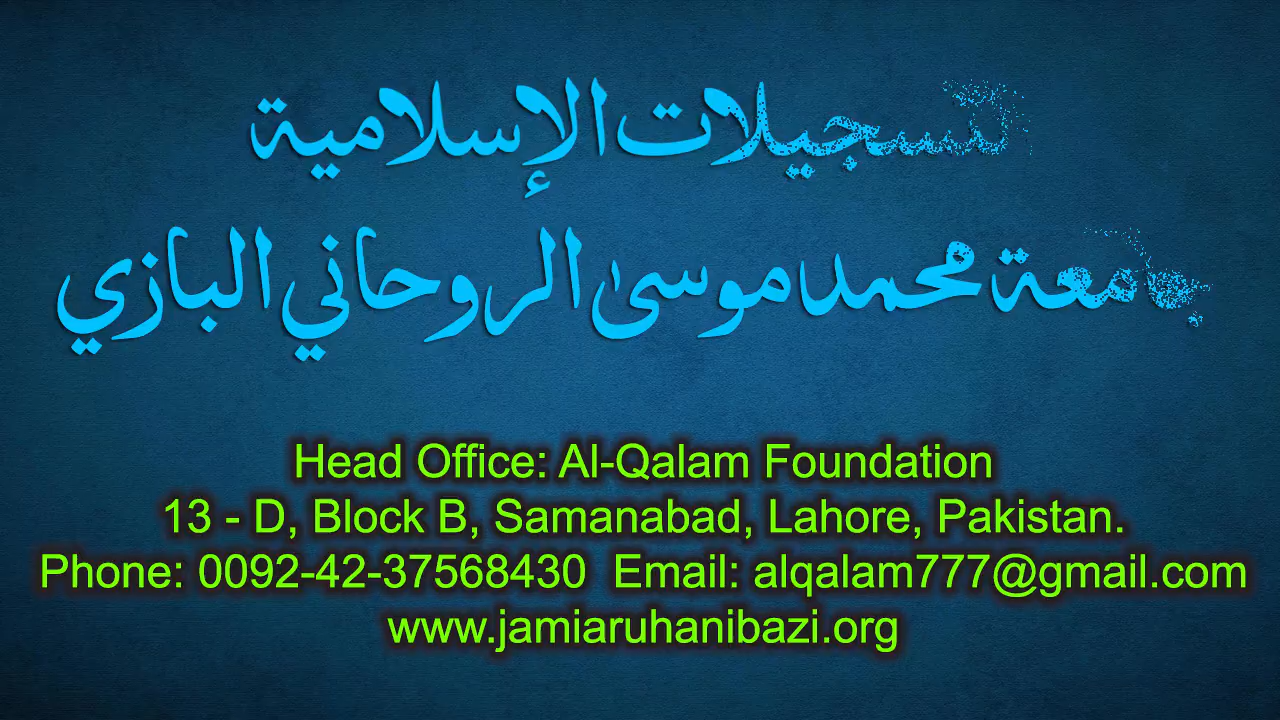 تسجيلات الإسلامية
جامعة محمد موسىٰ الروحاني البازي
Head Office: Al-Qalam Foundation
13 - D, Block B, Samanabad, Lahore, Pakistan.
Phone: 0092-42-37568430 Email: alqalam777@gmail.com
www.jamiaruhanibazi.org